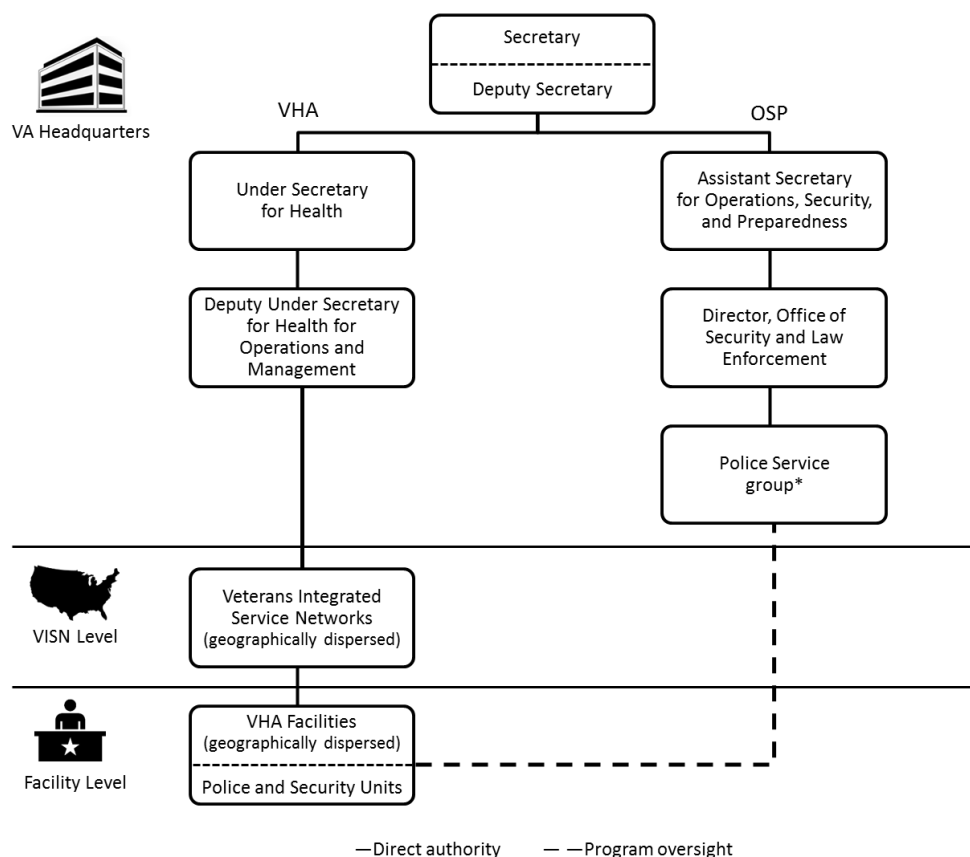 Secretary
Deputy Secretary
VA Headquarters
VHA
OSP
Under Secretary
for Health
Assistant Secretary
for Operations, Security,
and Preparedness
Deputy Under Secretary
for Health for
Operations and
Management
Director, Office of
Security and Law
Enforcement
Police Service
group*
VISN Level
Veterans Integrated
Service Networks
(geographically dispersed)
Facility Level
VHA Facilities
(geographically dispersed)
Police and Security Units
—Direct authority
— —Program oversight